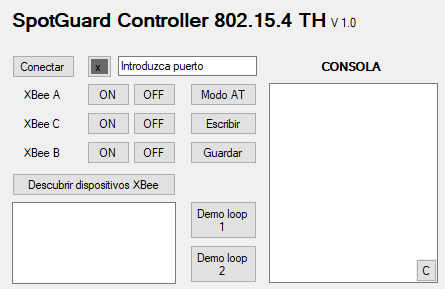 SpotGuard Controller 802.15.4 TH V 1.0
Conectar x Introduzca puerto CONSOLA
XBee A ON OFF Modo AT
XBee C ON OFF Escribir
XBee B ON OFF Guardar
Descubrir dispositivos XBee
Demo loop
1
Demo loop
2
C